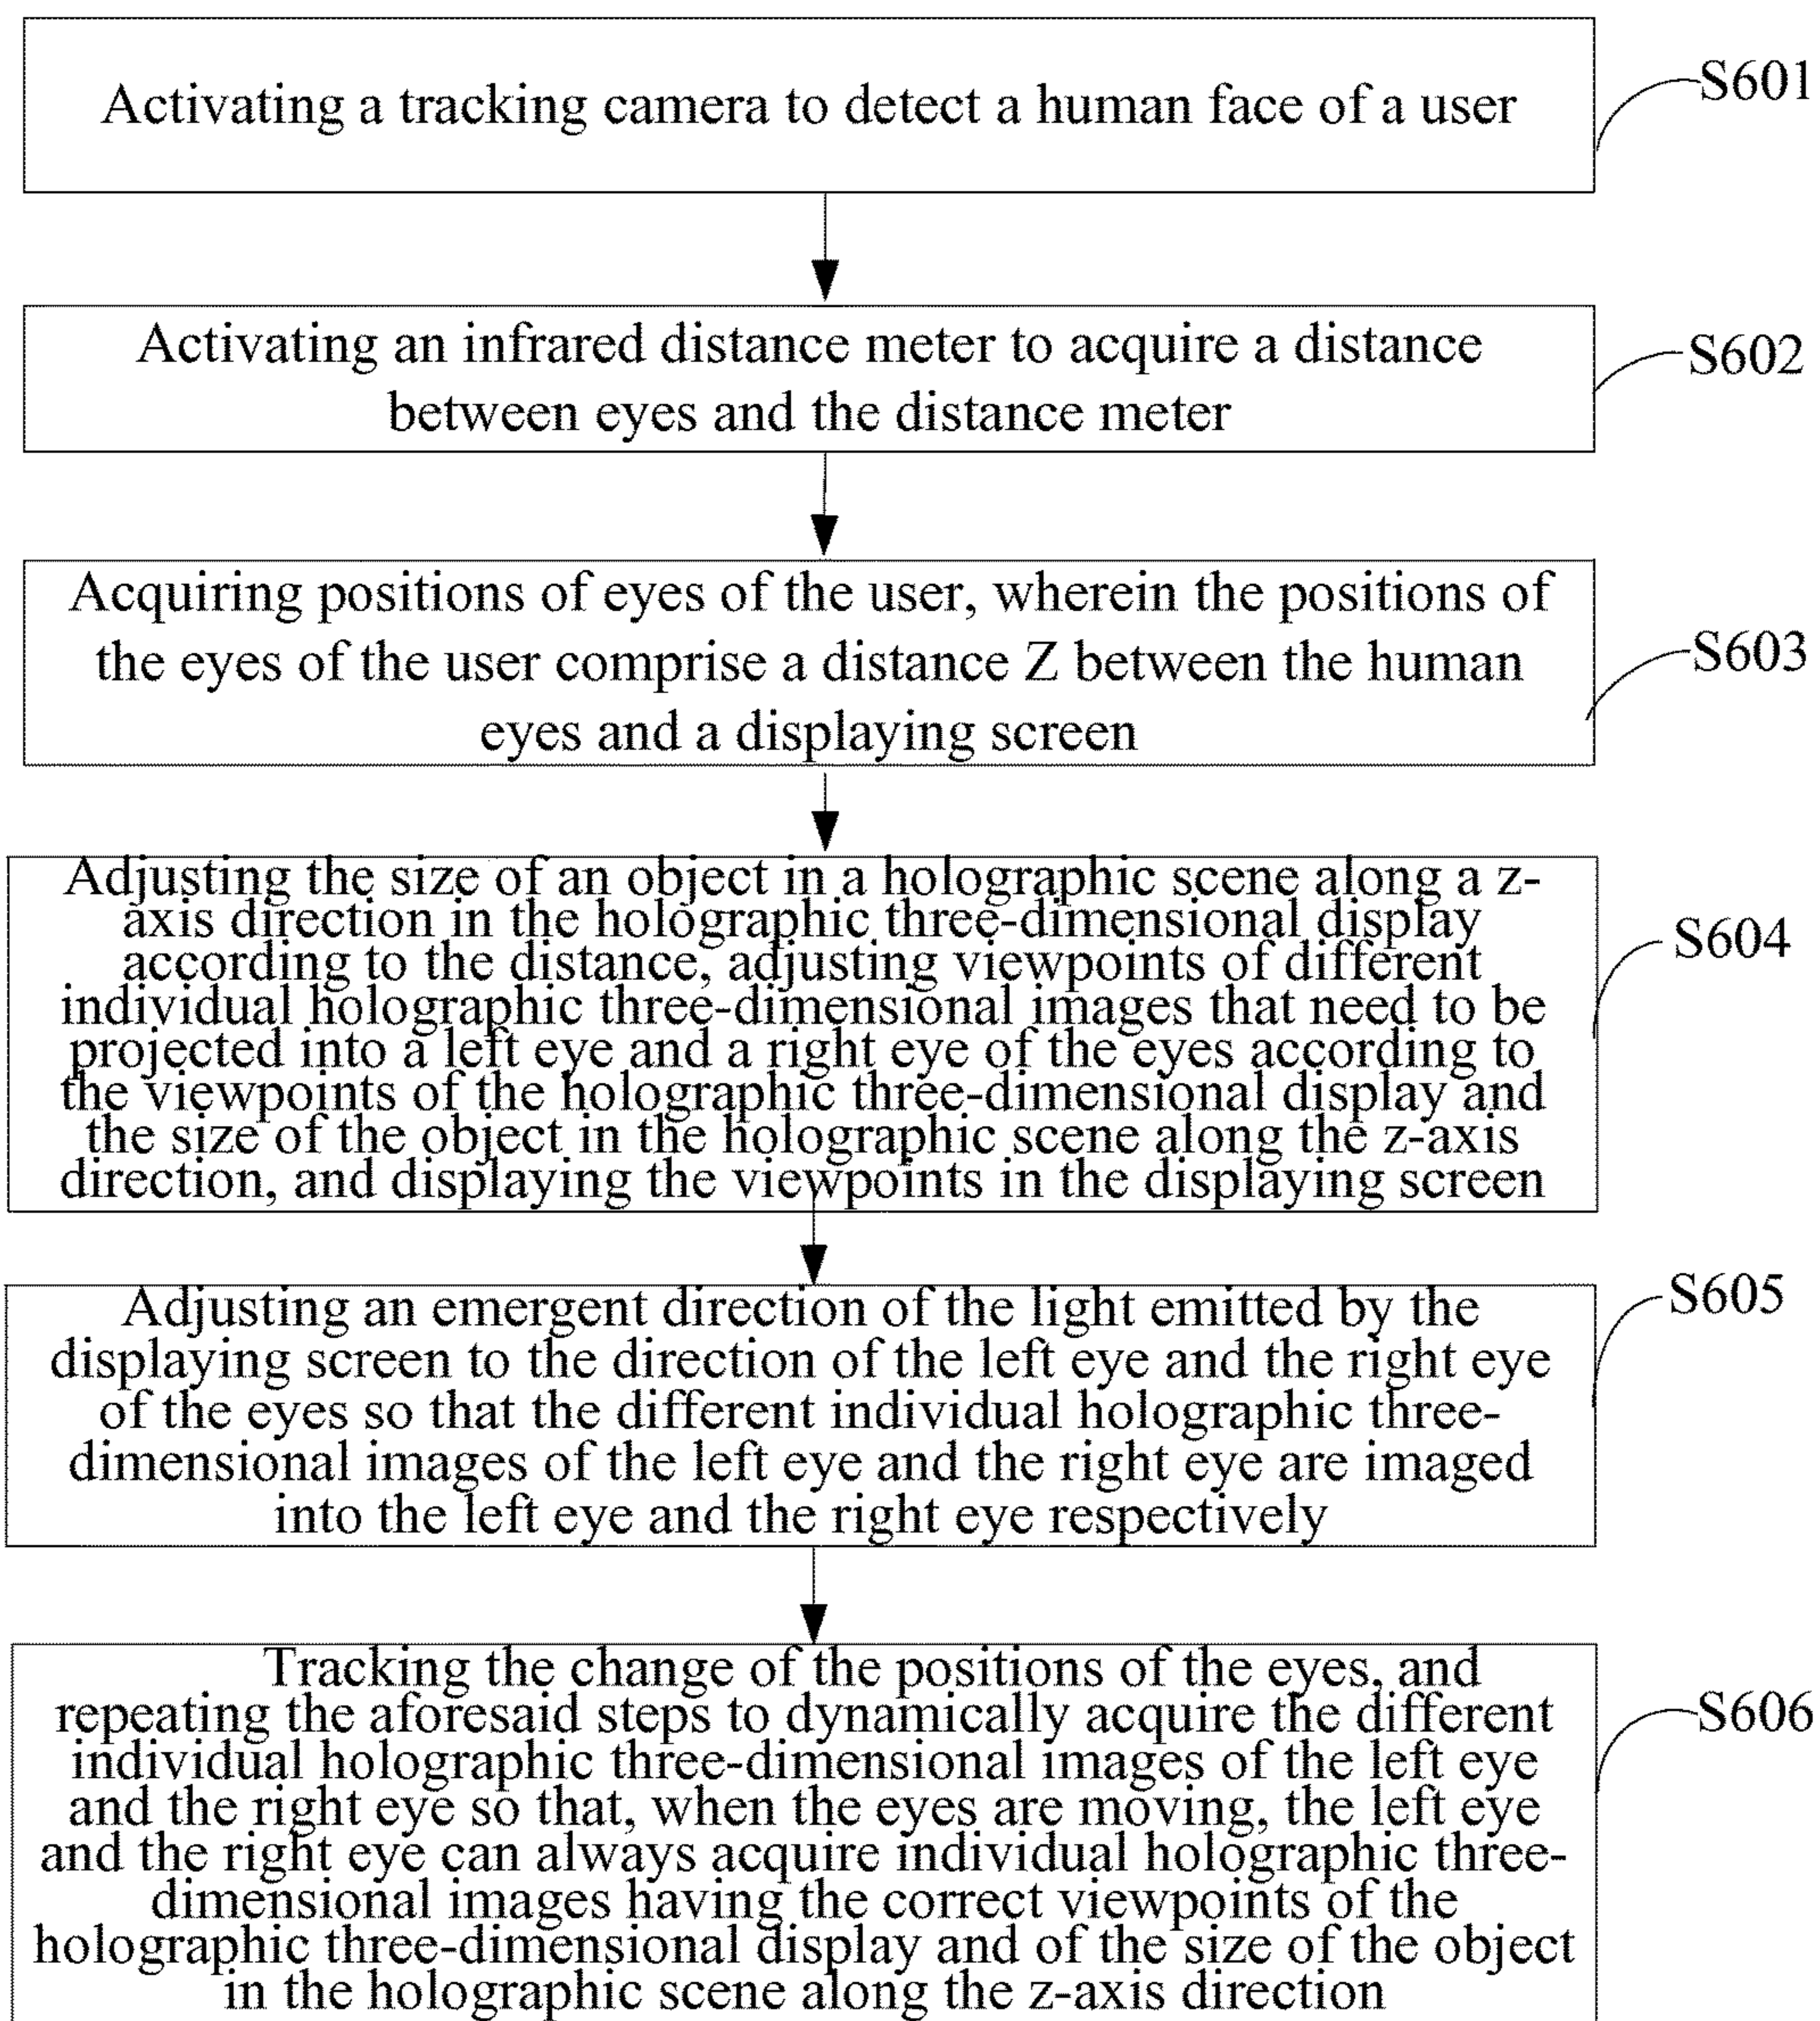 Activating a tracking camera to detect a human face of a user
S601
Activating an infrared distance meter to acquire a distance
between eyes and the distance meter
S602
Acquiring positions of eyes of the user, wherein the positions of
the eyes of the user comprise a distance Z between the human
eyes and a displaying screen
S603
Adjusting the size of an object in a holographic scene along a z-
axis direction in the holographic three-dimensional display
according to the distance, adjusting viewpoints of different
individual holographic three-dimensional images that need to be
projected into a left eye and a right eye of the eyes according to
the viewpoints of the holographic three-dimensional display and
the size of the object in the holographic scene along the z-axis
direction, and displaying the viewpoints in the displaying screen
S604
Adjusting an emergent direction of the light emitted by the
displaying screen to the direction of the left eye and the right eye
of the eyes so that the different individual holographic three-
dimensional images of the left eye and the right eye are imaged
into the left eye and the right eye respectively
S605
Tracking the change of the positions of the eyes, and
repeating the aforesaid steps to dynamically acquire the different
individual holographic three-dimensional images of the left eye
and the right eye so that, when the eyes are moving, the left eye
and the right eye can always acquire individual holographic three-
dimensional images having the correct viewpoints of the
holographic three-dimensional display and of the size of the object
in the holographic scene along the z-axis direction
S606